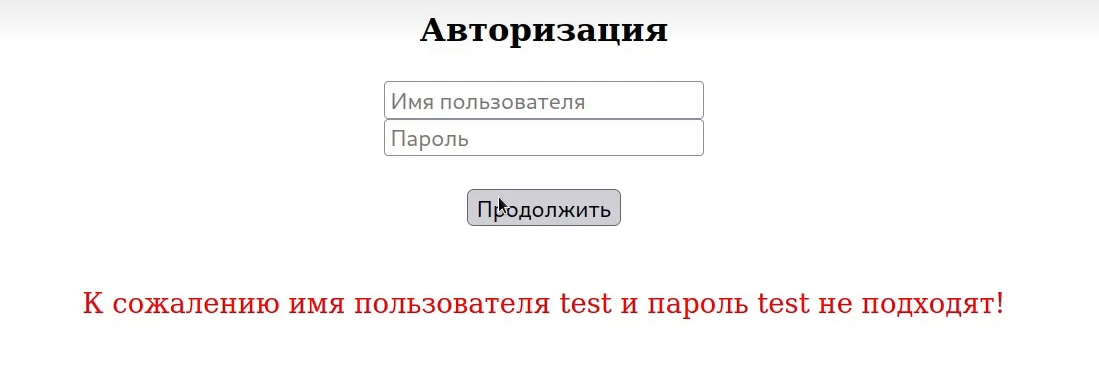 Авторизация
Имя пользователя
Пароль
Продолжить
К сожалению имя пользователя test и пароль test не подходят!